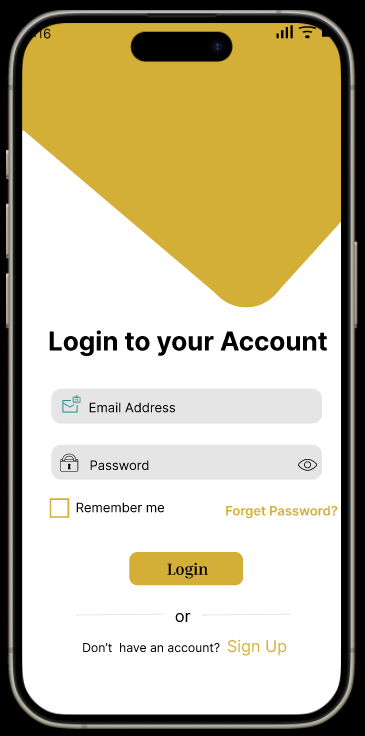 Login to your Account
Email Address
Password
Remember me
Forget Password?
Login
or
Don't have an account? Sign Up